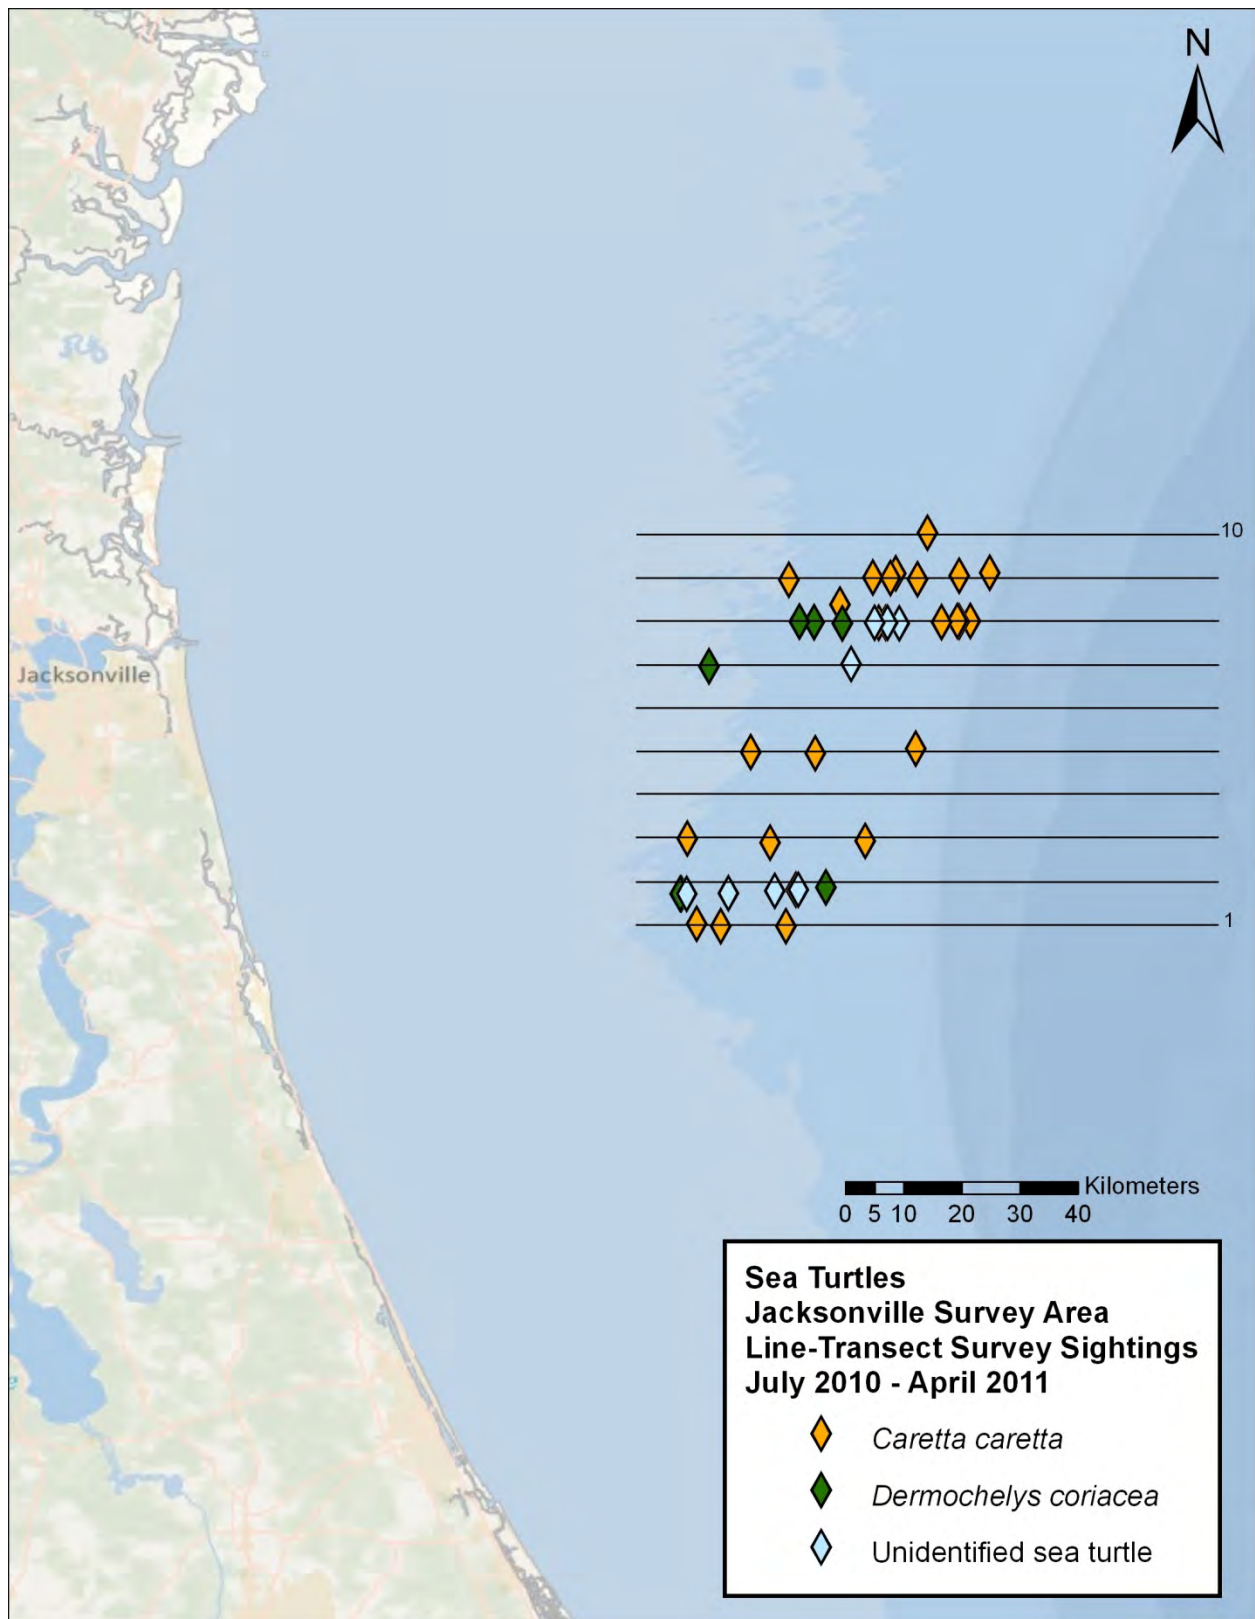 N
10
Jacksonville
1
Kilometers
0 5 10 20 30 40
Sea Turtles
Jacksonville Survey Area
Line-Transect Survey Sightings
July 2010 - April 2011
Caretta caretta
Dermochelys coriacea
Unidentified sea turtle